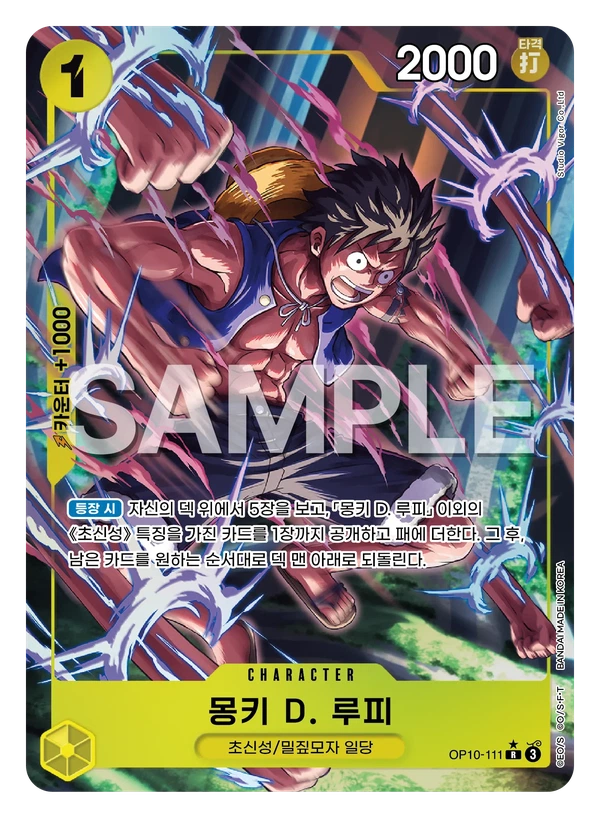 1
2000
타격
打
Studio Vigor Co.,Ltd
카운터 +1000
SAMPLE
등장 시 자신의 덱 위에서 5장을 보고, 「몽키 D. 루피」 이외의
《초신성》 특징을 가진 카드를 1장까지 공개하고 패에 더한다. 그 후,
남은 카드를 원하는 순서대로 덱 맨 아래로 되돌린다.
CHARACTER
몽키 D. 루피
초신성/밀짚모자 일당
OP10-111 R 3
©EO/S ©O/S·F·T BANDAI MADE IN KOREA